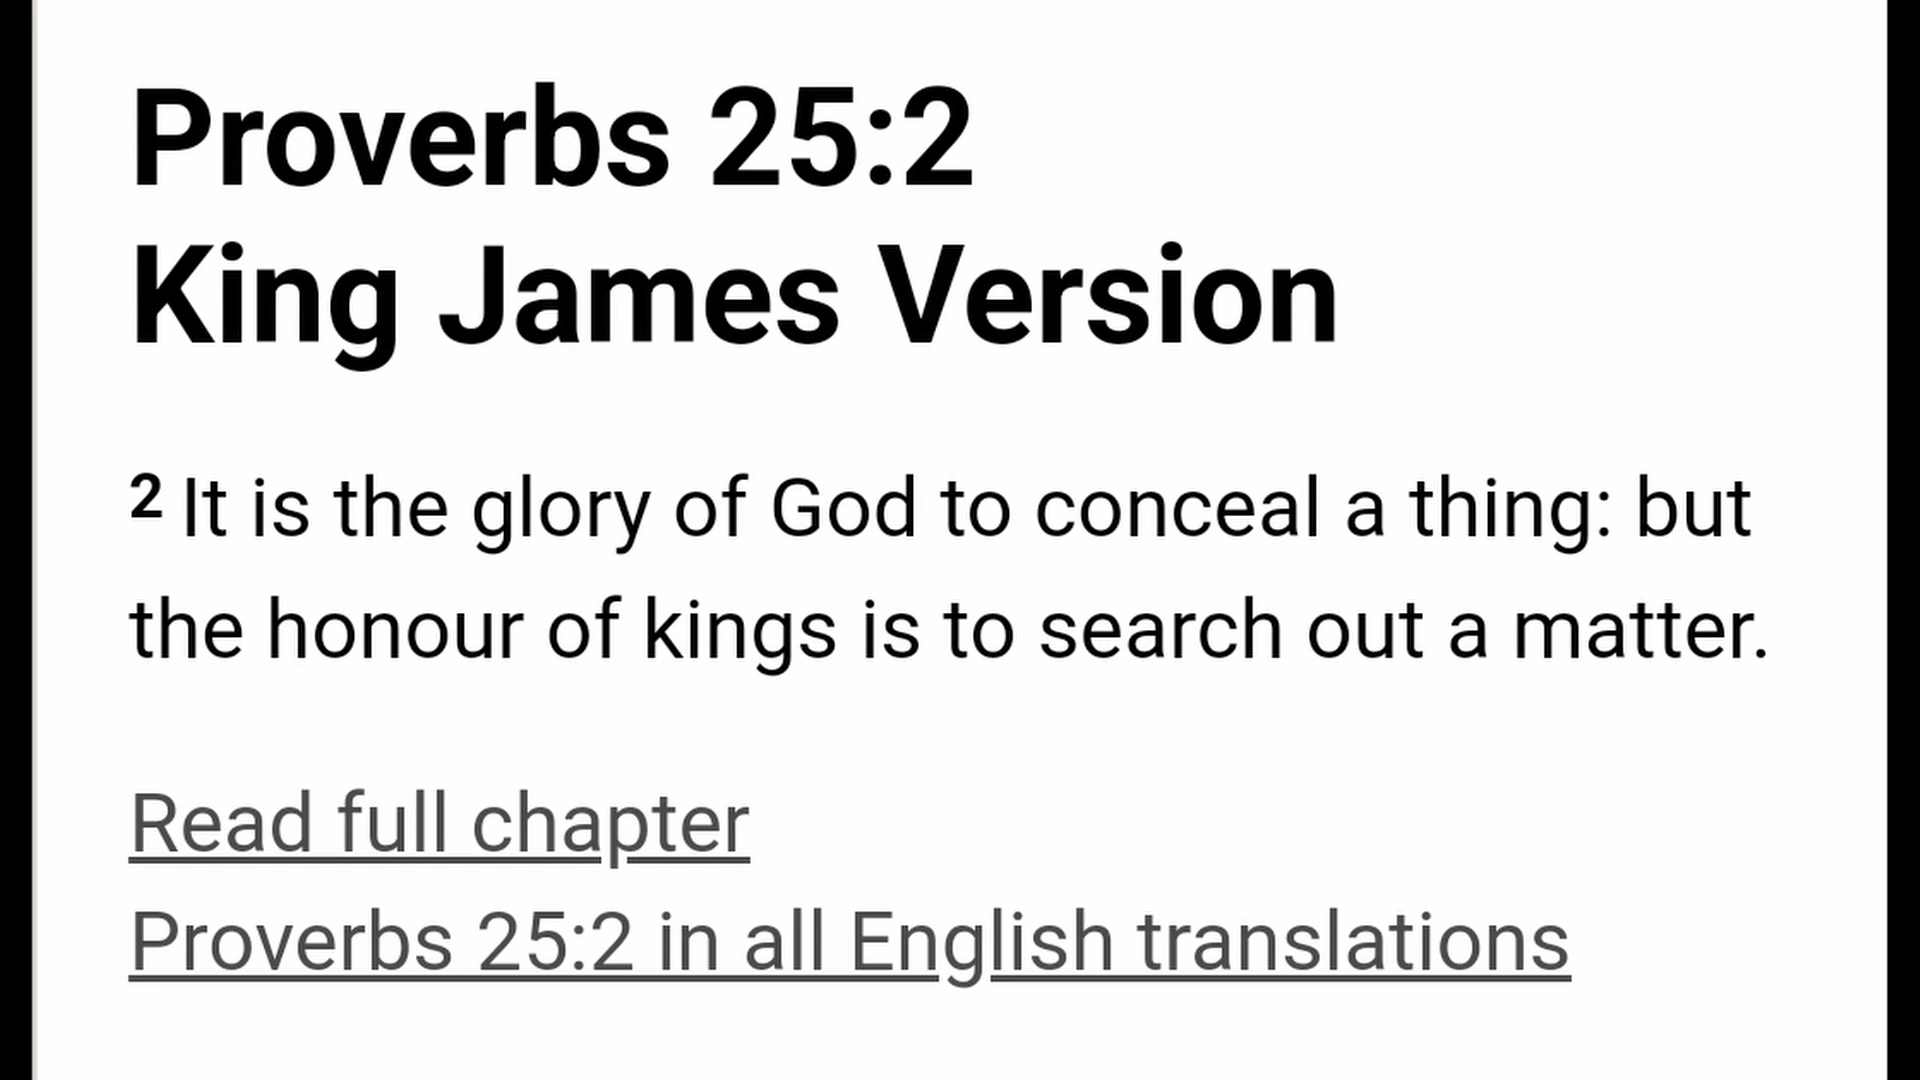 Proverbs 25:2
King James Version
2 It is the glory of God to conceal a thing: but
the honour of kings is to search out a matter.
Read full chapter
Proverbs 25:2 in all English translations